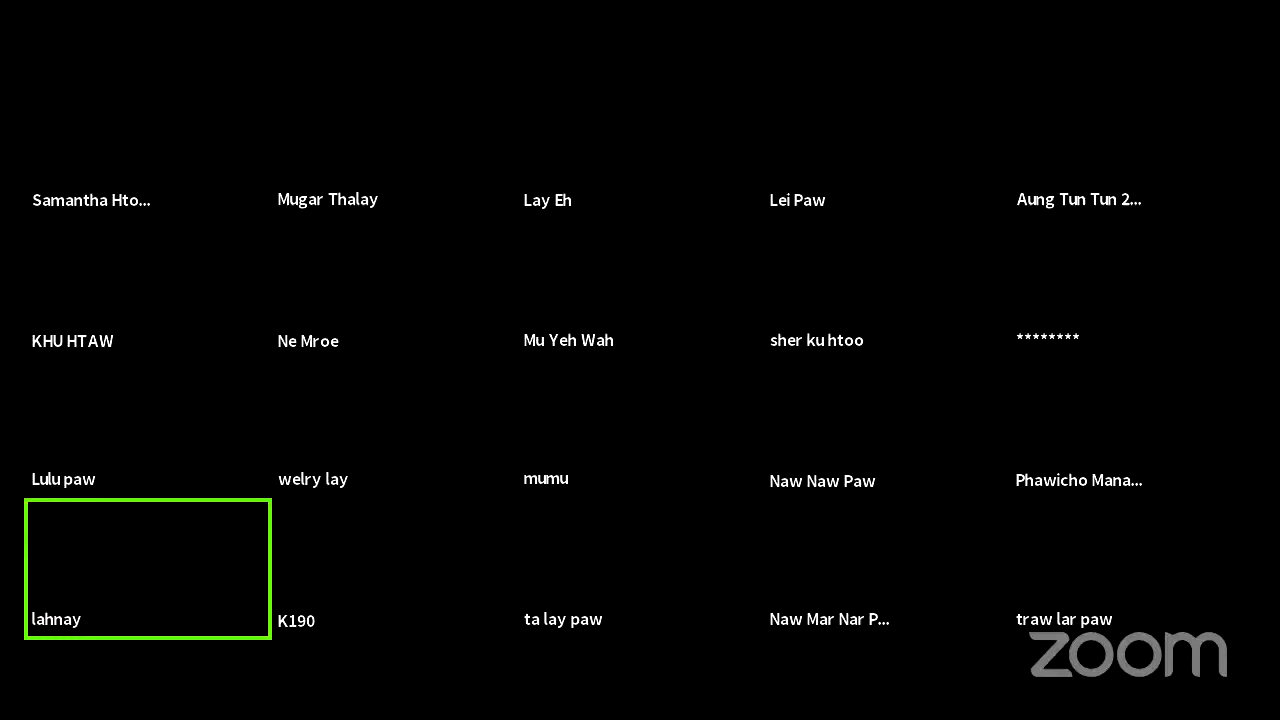 Samantha Hto... Mugar Thalay Lay Eh Lei Paw Aung Tun Tun 2...
KHU HTAW Ne Mroe Mu Yeh Wah sher ku htoo ********
Lulu paw welry lay mumu Naw Naw Paw Phawicho Mana...
lahnay K190 ta lay paw Naw Mar Nar P... traw lar paw
zoom